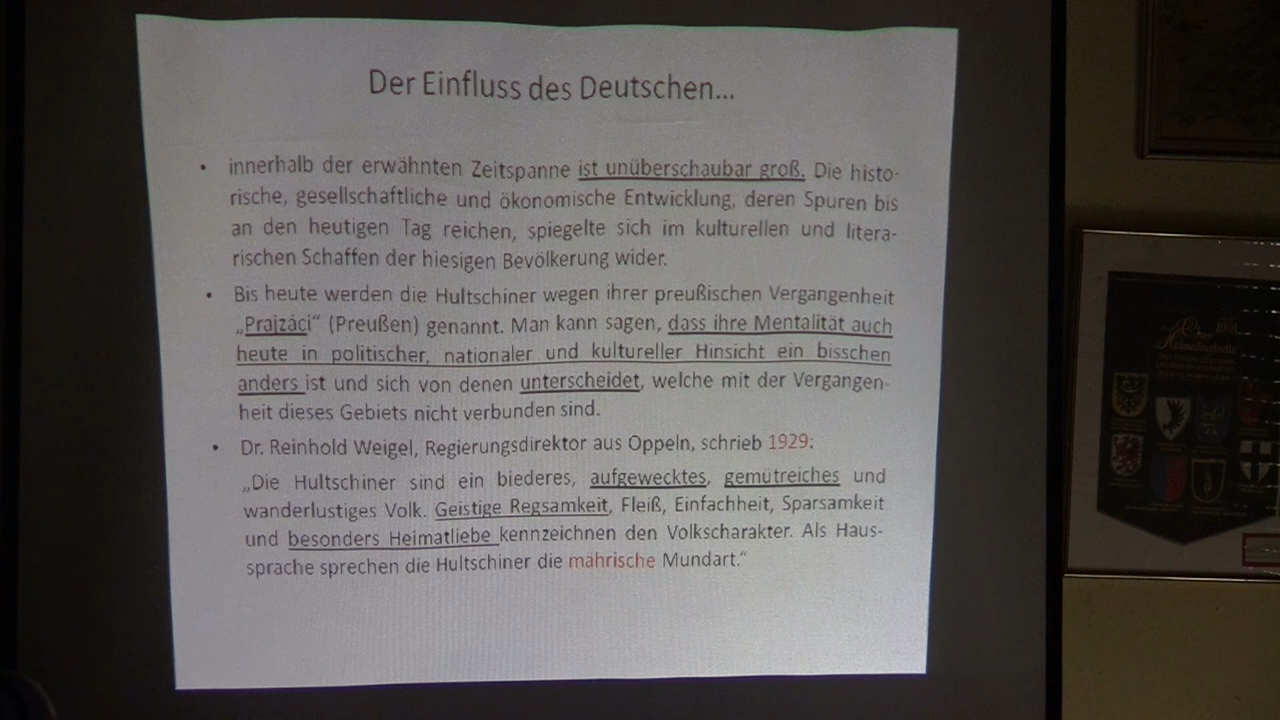 Der Einfluss des Deutschen...
• innerhalb der erwähnten Zeitspanne ist unüberschaubar groß. Die histo-
rische, gesellschaftliche und ökonomische Entwicklung, deren Spuren bis
an den heutigen Tag reichen, spiegelte sich im kulturellen und litera-
rischen Schaffen der hiesigen Bevölkerung wider.
• Bis heute werden die Hultschiner wegen ihrer preußischen Vergangenheit
„Prajzáci“ (Preußen) genannt. Man kann sagen, dass ihre Mentalität auch
heute in politischer, nationaler und kultureller Hinsicht ein bisschen
anders ist und sich von denen unterscheidet, welche mit der Vergangen-
heit dieses Gebiets nicht verbunden sind.
• Dr. Reinhold Weigel, Regierungsdirektor aus Oppeln, schrieb 1929:
„Die Hultschiner sind ein biederes, aufgewecktes, gemütreiches und
wanderlustiges Volk. Geistige Regsamkeit, Fleiß, Einfachheit, Sparsamkeit
und besonders Heimatliebe kennzeichnen den Volkscharakter. Als Haus-
sprache sprechen die Hultschiner die mährische Mundart.“